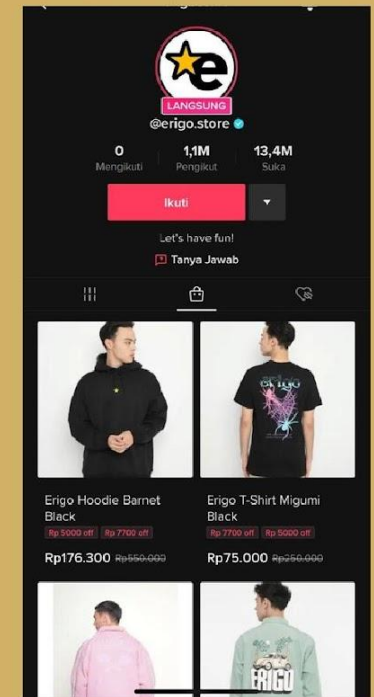 e
LANGSUNG
@erigo.store
0 1,1M 13,4M
Mengikuti Pengikut Suka
Ikuti
Let's have fun!
Tanya Jawab
erigo
Erigo Hoodie Barnet Black
Rp 5000 off Rp 7700 off
Rp176.300 Rp550.000
Erigo T-Shirt Migumi Black
Rp 7700 off Rp 5000 off
Rp75.000 Rp250.000
ERIGO